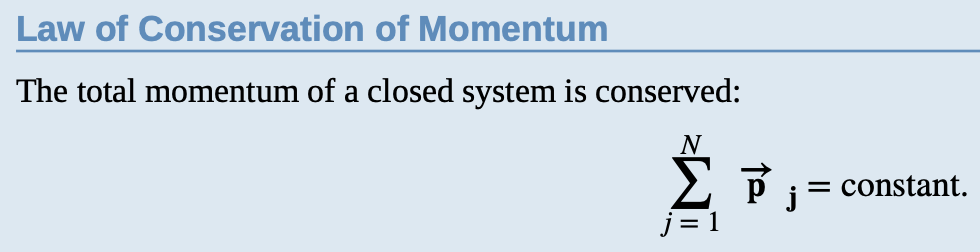 Law of Conservation of Momentum
The total momentum of a closed system is conserved:
N
∑ p⃗ j = constant.
j = 1